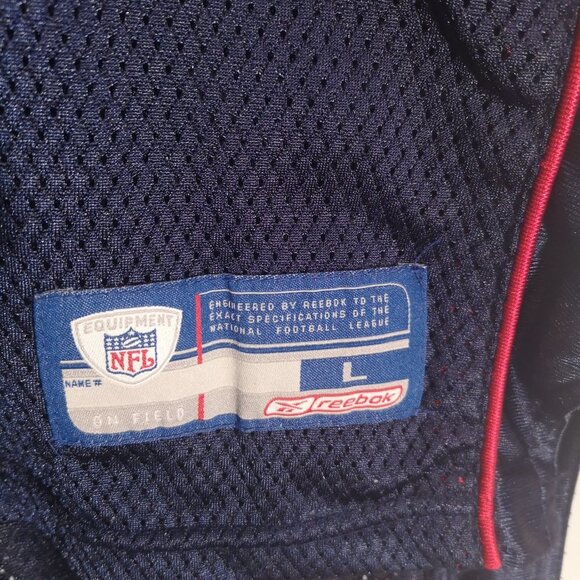 EQUIPMENT
NFL
NAME #
ON FIELD
ENGINEERED BY REEBOK TO THE
EXACT SPECIFICATIONS OF THE
NATIONAL FOOTBALL LEAGUE
L
Reebok